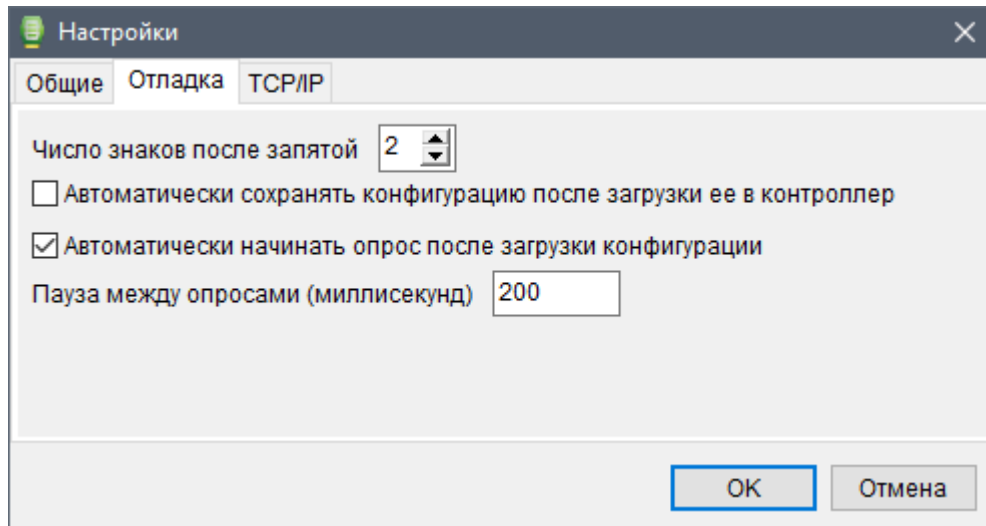 Настройки
Общие Отладка TCP/IP
Число знаков после запятой 2
Автоматически сохранять конфигурацию после загрузки ее в контроллер
Автоматически начинать опрос после загрузки конфигурации
Пауза между опросами (миллисекунд) 200
OK Отмена